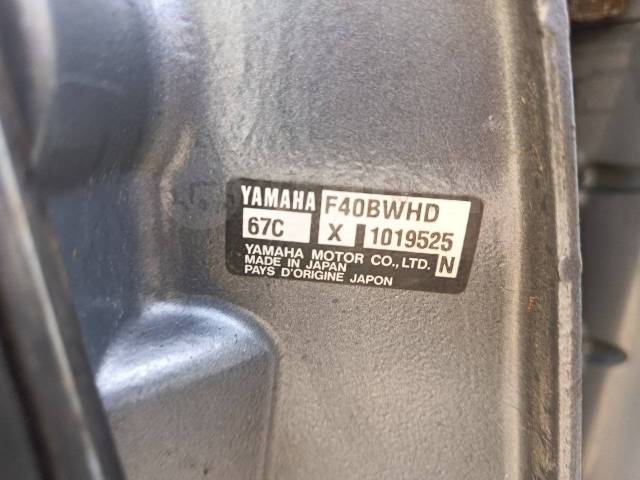 YAMAHA F40BWHD
67C X 1019525
YAMAHA MOTOR CO., LTD. N
MADE IN JAPAN
PAYS D'ORIGINE JAPON